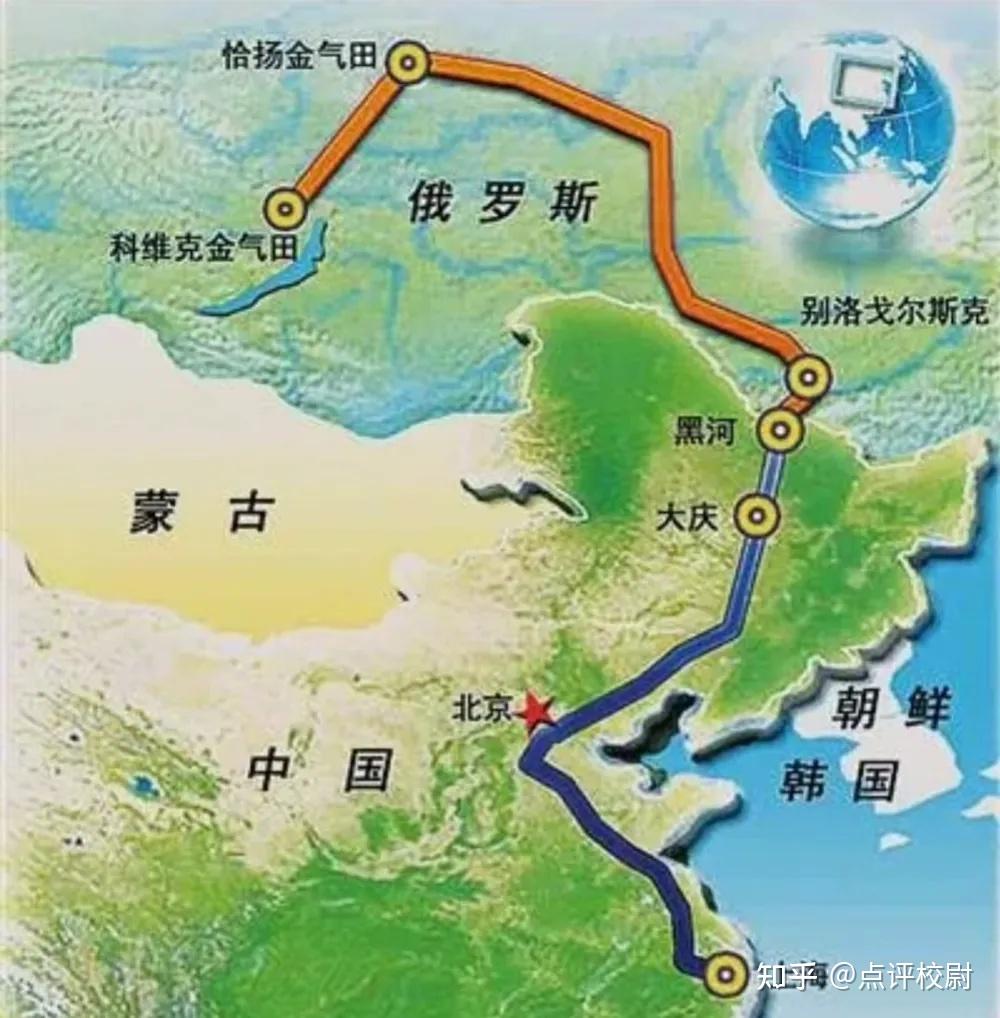 恰扬金气田
俄罗斯
科维克金气田
别洛戈尔斯克
黑河
蒙古
大庆
北京
朝鲜
中国
韩国
上海
知乎 @点评校尉